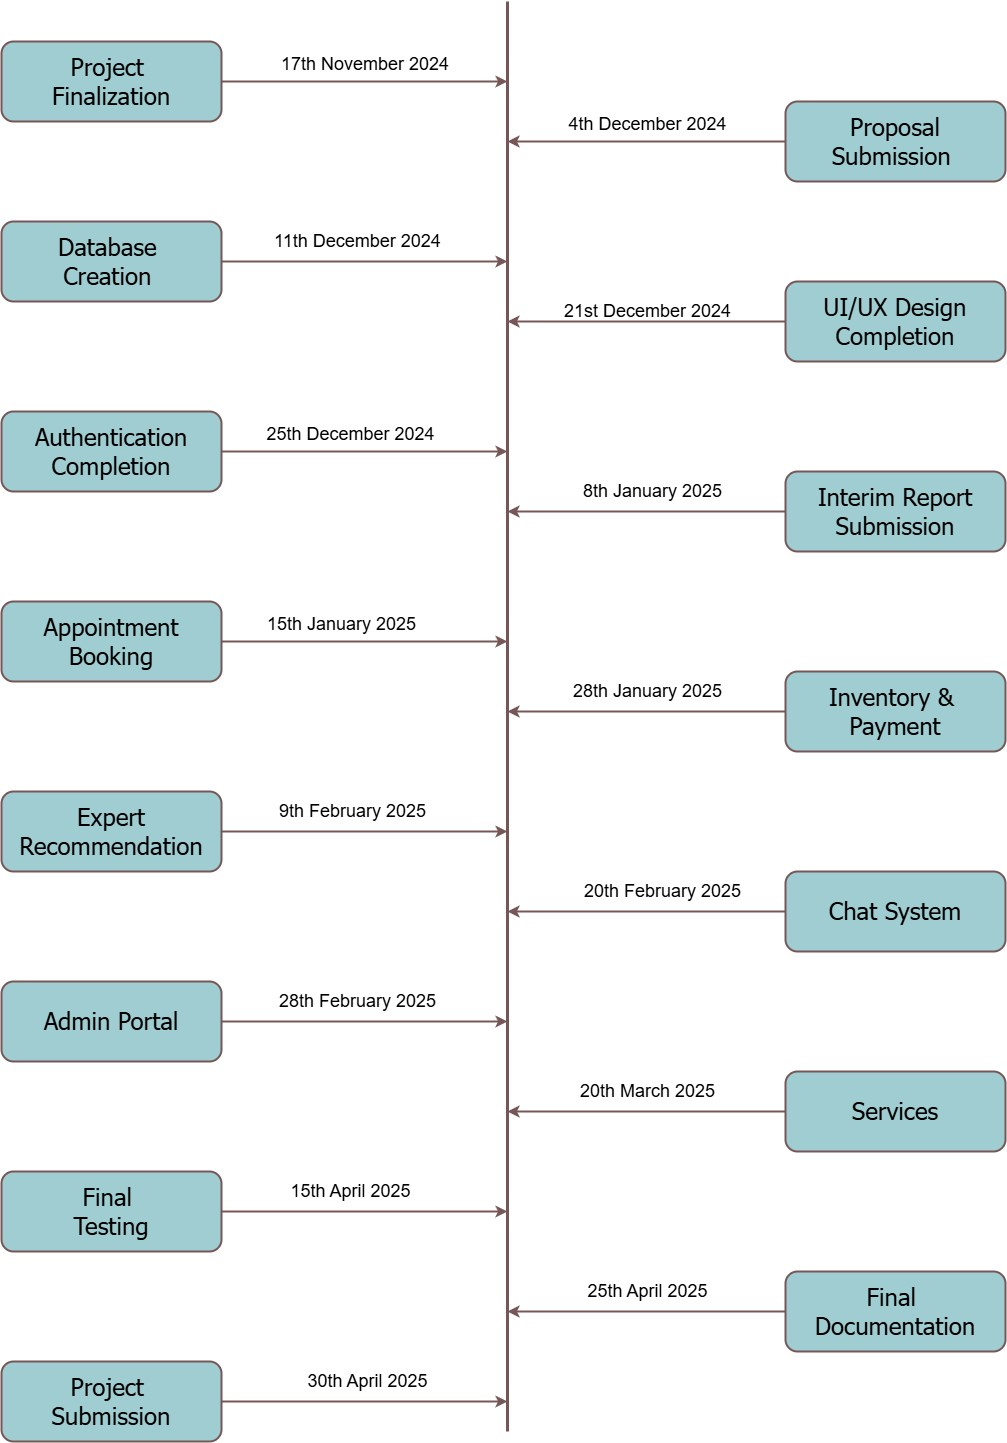 Project
Finalization
17th November 2024
4th December 2024
Proposal
Submission
Database
Creation
11th December 2024
21st December 2024
UI/UX Design
Completion
Authentication
Completion
25th December 2024
8th January 2025
Interim Report
Submission
Appointment
Booking
15th January 2025
28th January 2025
Inventory &
Payment
Expert
Recommendation
9th February 2025
20th February 2025
Chat System
Admin Portal
28th February 2025
20th March 2025
Services
Final
Testing
15th April 2025
25th April 2025
Final
Documentation
Project
Submission
30th April 2025